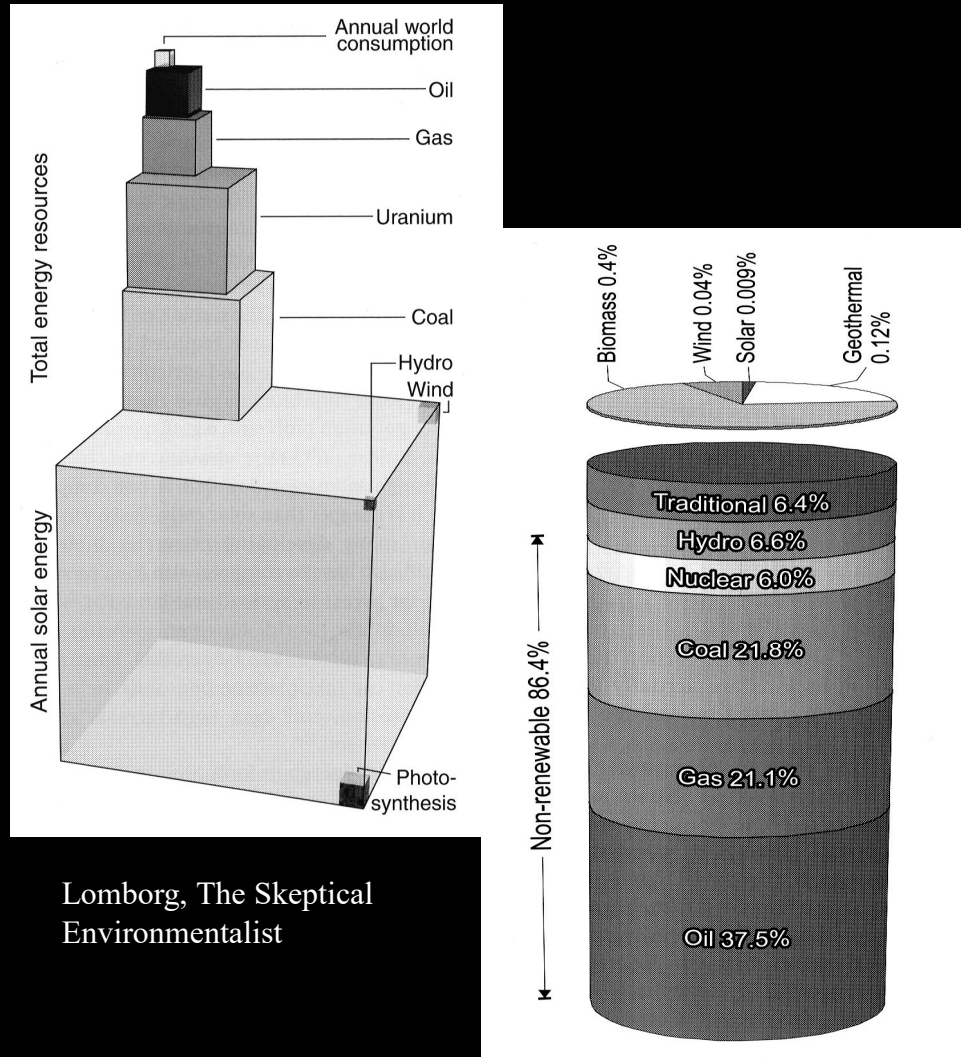 Annual world
consumption
Oil
Gas
Uranium
Coal
Hydro
Wind
Photo-
synthesis
Total energy resources
Annual solar energy
Lomborg, The Skeptical
Environmentalist
Biomass 0.4%
Wind 0.04%
Solar 0.009%
Geothermal
0.12%
Traditional 6.4%
Hydro 6.6%
Nuclear 6.0%
Coal 21.8%
Gas 21.1%
Oil 37.5%
Non-renewable 86.4%